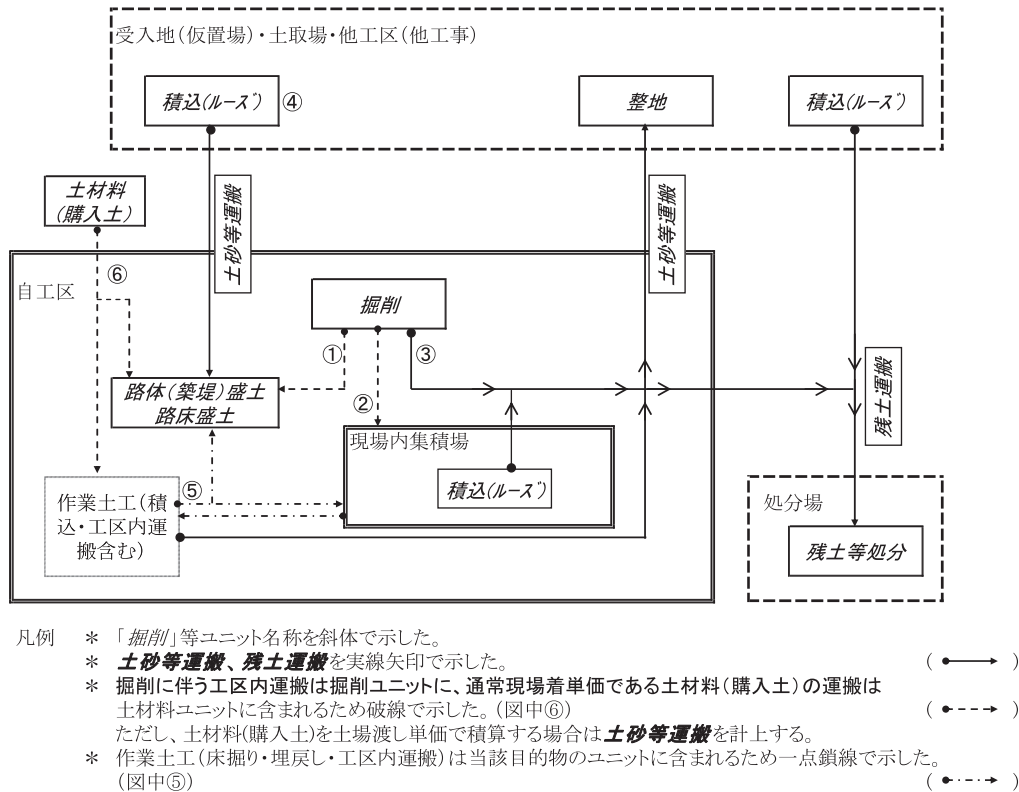 受入地(仮置場)・土取場・他工区(他工事)
積込(ﾙｰｽﾞ) ④
整地
積込(ﾙｰｽﾞ)
土材料
(購入土)
土砂等運搬
土砂等運搬
⑥
自工区
掘削
①
③
②
路体(築堤)盛土
路床盛土
残土運搬
現場内集積場
積込(ﾙｰｽﾞ)
⑤
作業土工(積
込・工区内運
搬含む)
処分場
残土等処分
凡例 ＊ 「掘削」等ユニット名称を斜体で示した。
＊ 土砂等運搬、残土運搬を実線矢印で示した。 ( )
＊ 掘削に伴う工区内運搬は掘削ユニットに、通常現場着単価である土材料(購入土)の運搬は
土材料ユニットに含まれるため破線で示した。(図中⑥) ( )
ただし、土材料(購入土)を土場渡し単価で積算する場合は土砂等運搬を計上する。
＊ 作業土工(床掘り・埋戻し・工区内運搬)は当該目的物のユニットに含まれるため一点鎖線で示した。
(図中⑤) ( )